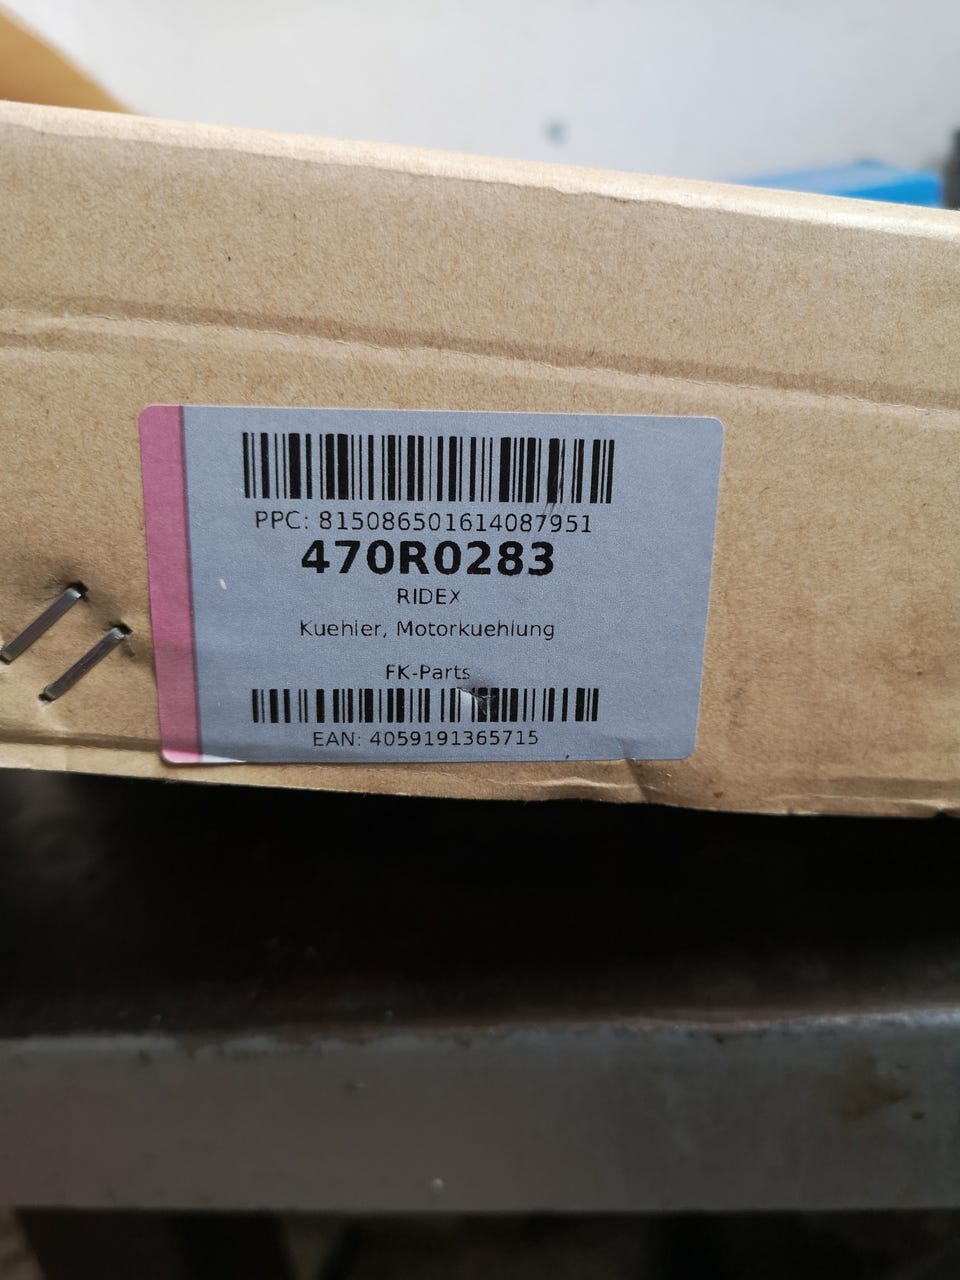 PPC: 815086501614087951
470R0283
RIDEX
Kuehler, Motorkuehlung
FK-Parts
EAN: 4059191365715